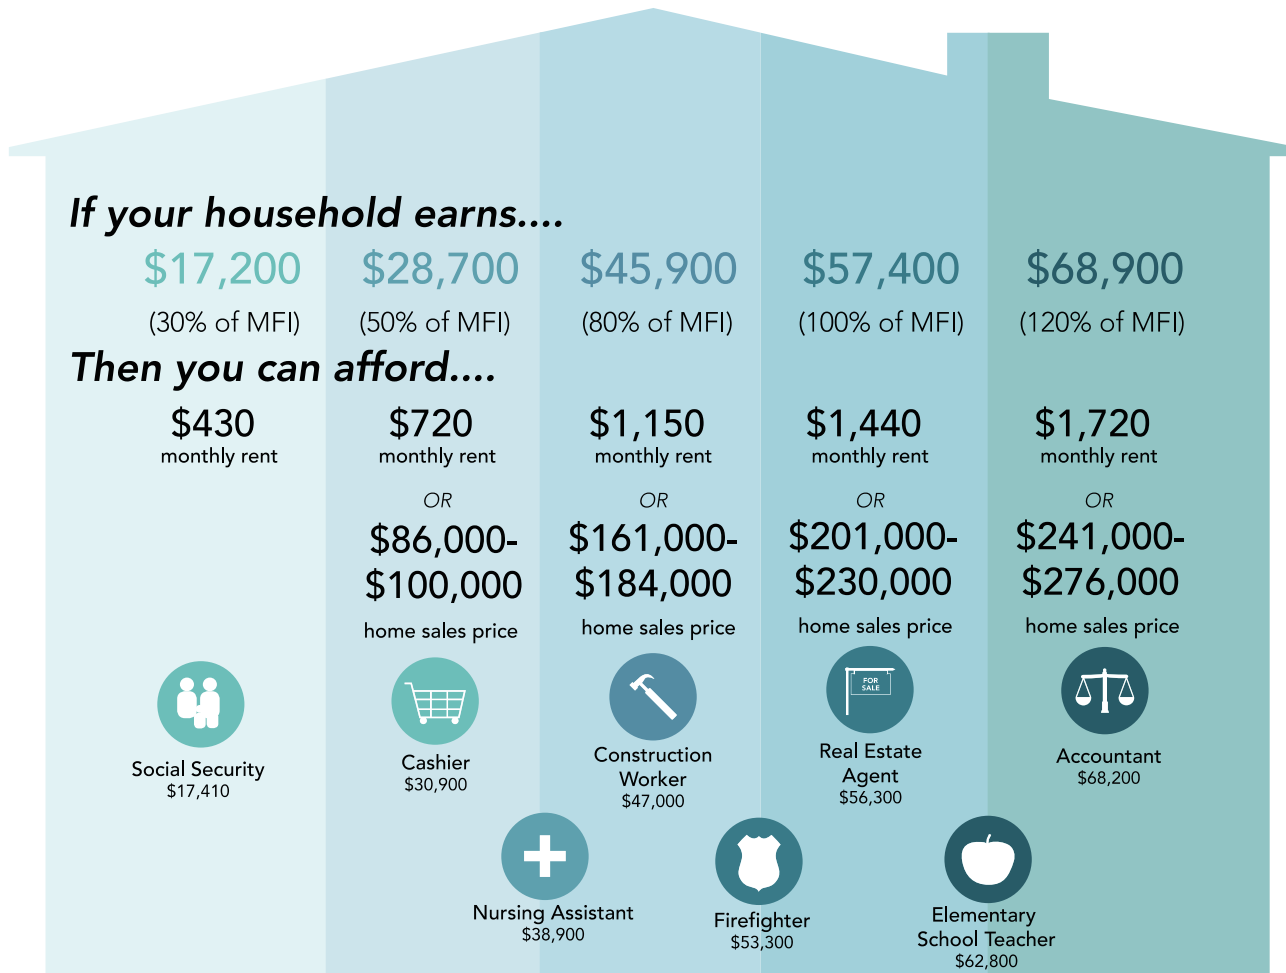 If your household earns....
$17,200 $28,700 $45,900 $57,400 $68,900
(30% of MFI) (50% of MFI) (80% of MFI) (100% of MFI) (120% of MFI)
Then you can afford....
$430 $720 $1,150 $1,440 $1,720
monthly rent monthly rent monthly rent monthly rent monthly rent
OR OR OR OR
$86,000- $161,000- $201,000- $241,000-
$100,000 $184,000 $230,000 $276,000
home sales price home sales price home sales price home sales price
FOR
SALE
Social Security
$17,410
Cashier
$30,900
Construction
Worker
$47,000
Real Estate
Agent
$56,300
Accountant
$68,200
Nursing Assistant
$38,900
Firefighter
$53,300
Elementary
School Teacher
$62,800